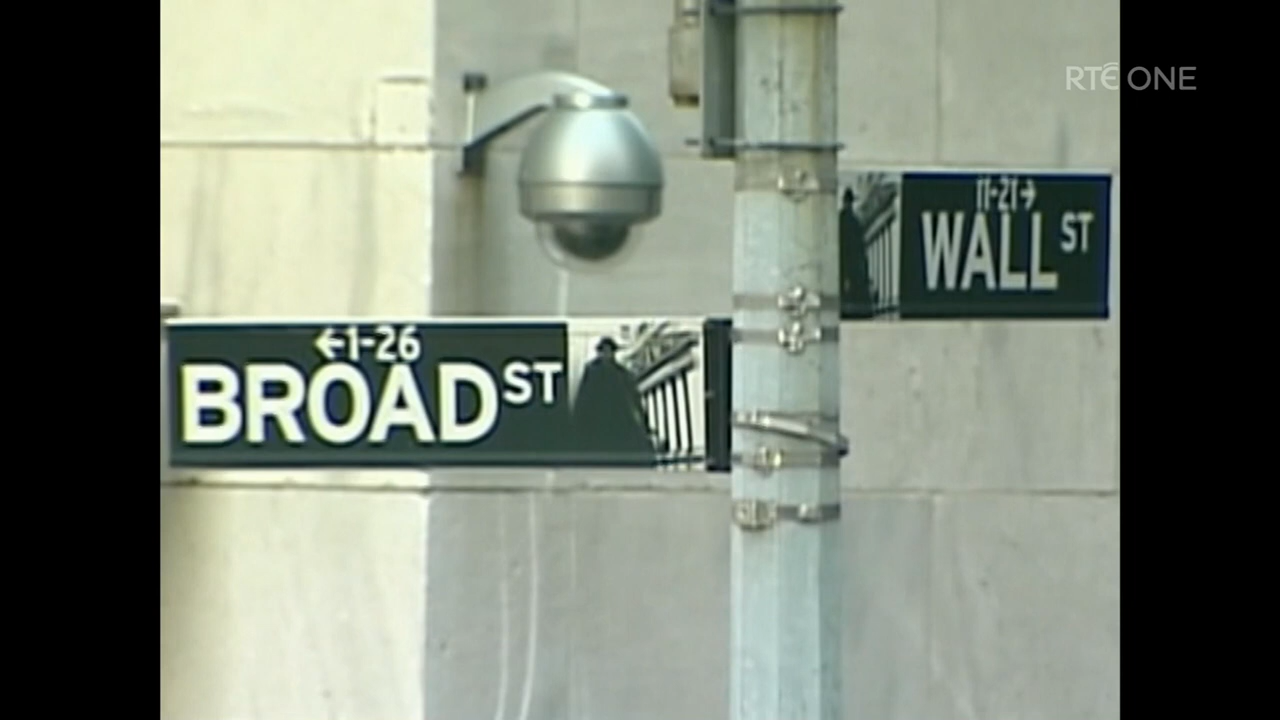 RTÉ ONE
11-21→
WALL ST
←1-26
BROAD ST